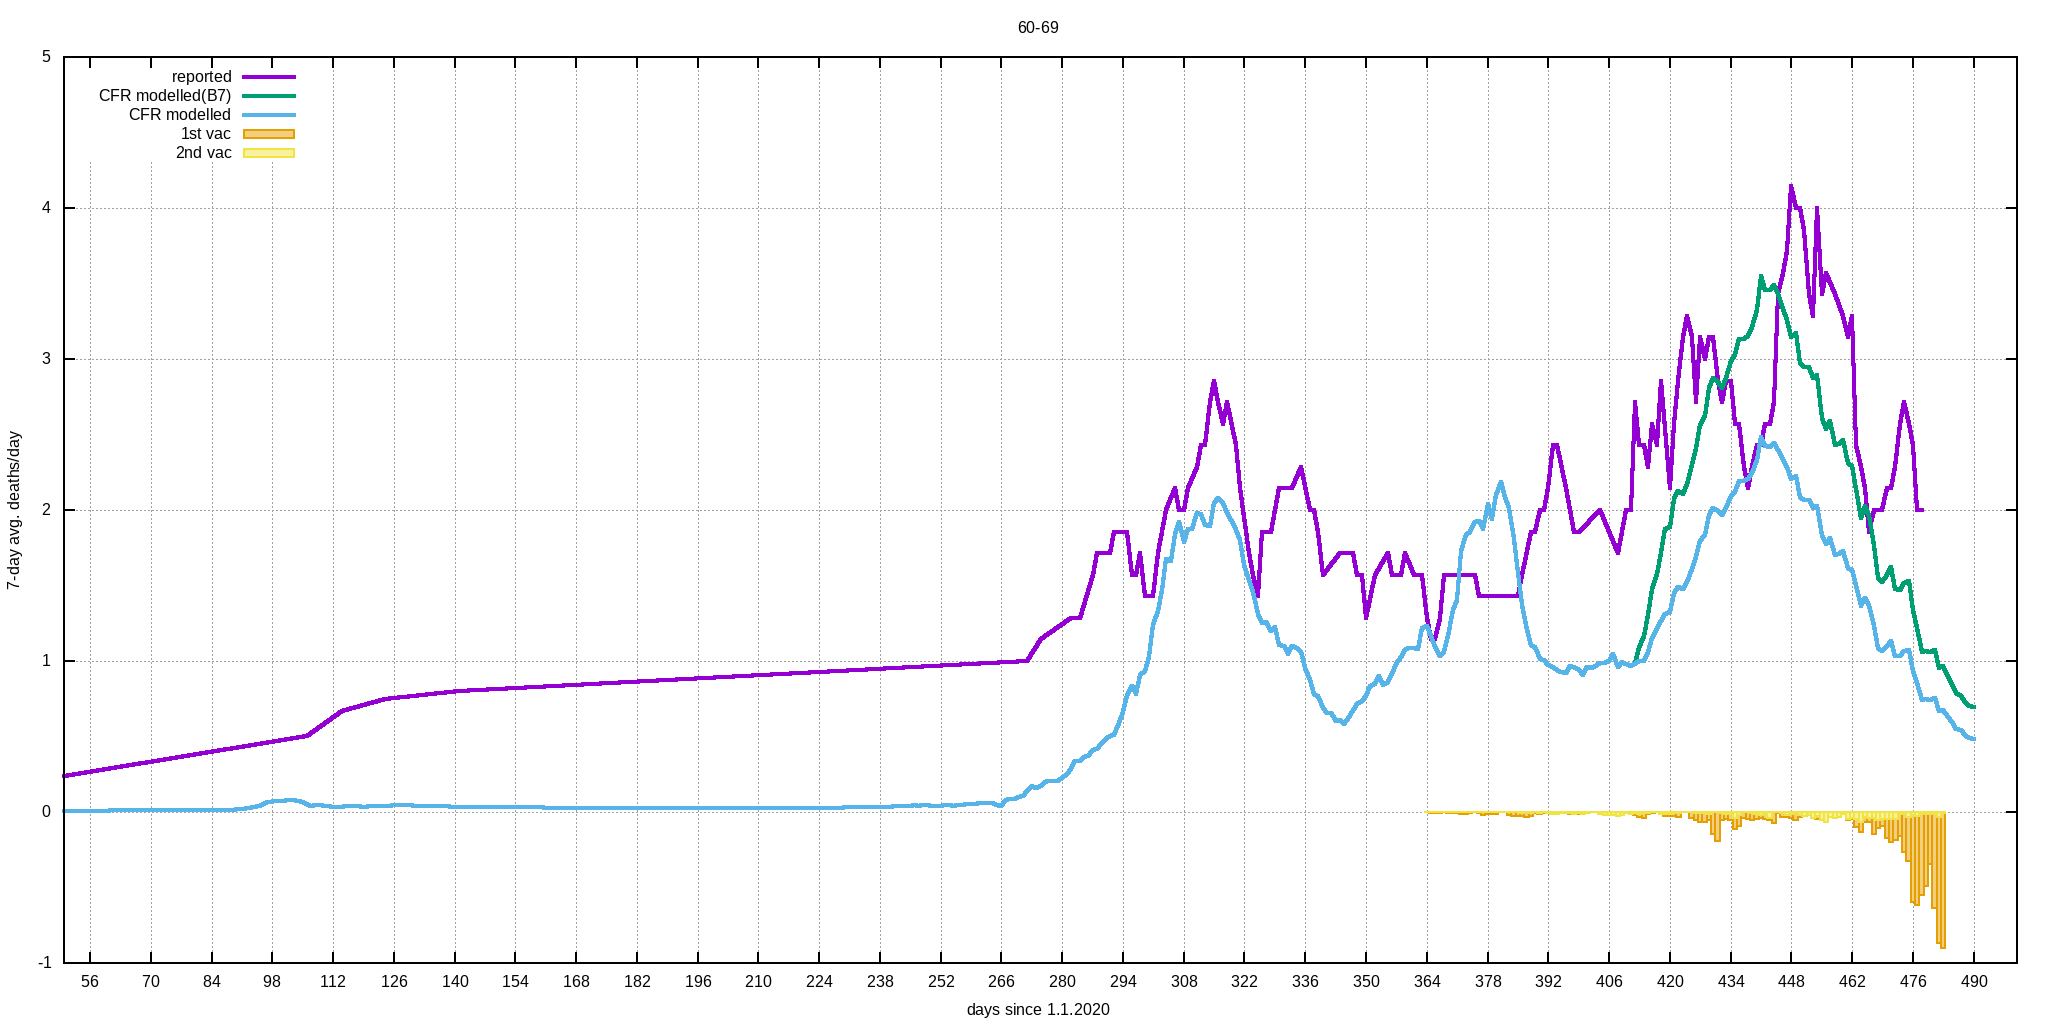 60-69
reported
CFR modelled(B7)
CFR modelled
1st vac
2nd vac
5
4
3
2
1
0
-1
7-day avg. deaths/day
56 70 84 98 112 126 140 154 168 182 196 210 224 238 252 266 280 294 308 322 336 350 364 378 392 406 420 434 448 462 476 490
days since 1.1.2020